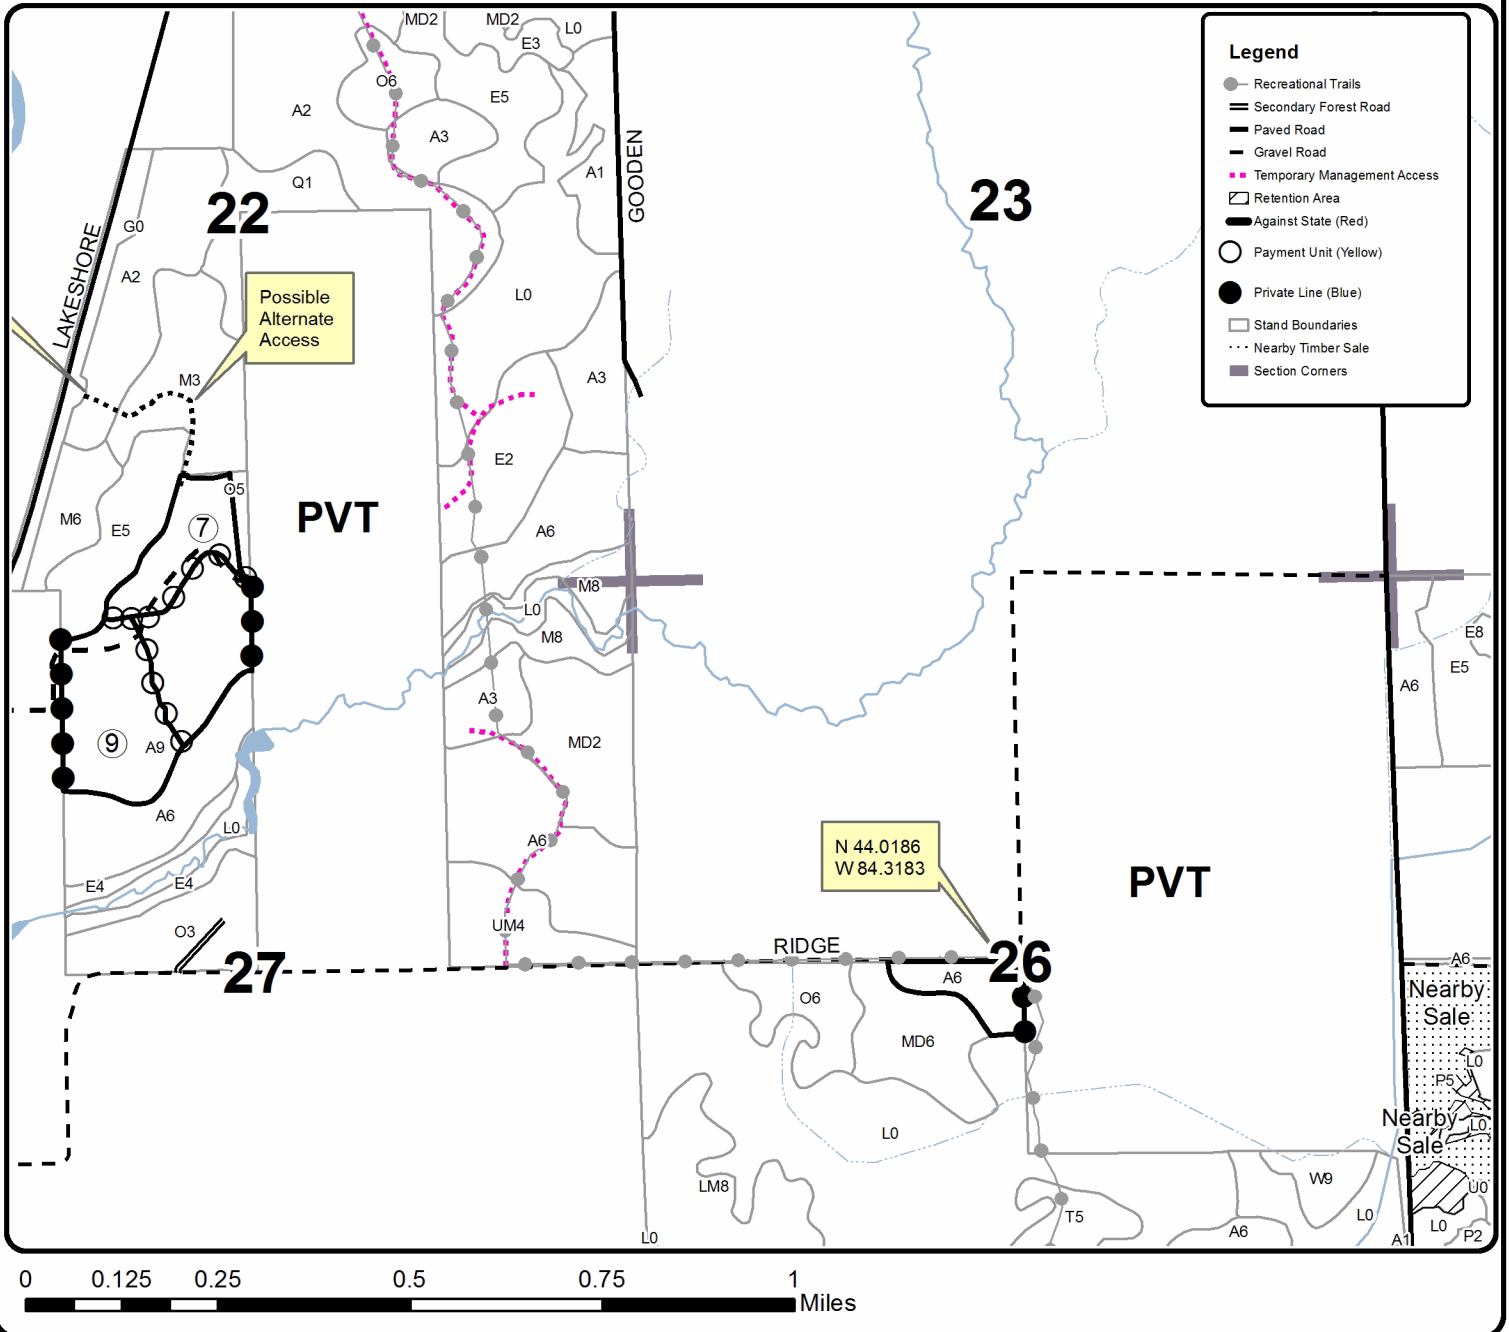 MD2
MD2
L0
E3
O6
E5
A2
A3
A1
Q1
GOODEN
22
23
G0
LAKESHORE
A2
L0
Possible
Alternate
Access
M3
A3
E2
O5
PVT
M6
E5
7
A6
M8
L0
M8
A3
9
A9
MD2
A6
A6
L0
E4
E4
O3
UM4
27
N 44.0186
W 84.3183
RIDGE
26
A6
O6
MD6
L0
LM8
L0
T5
PVT
E8
E5
A6
A6
Nearby
Sale
L0
P5
Nearby
Sale
L0
W9
U0
L0
L0
A6
A1
P2
Legend
Recreational Trails
Secondary Forest Road
Paved Road
Gravel Road
Temporary Management Access
Retention Area
Against State (Red)
Payment Unit (Yellow)
Private Line (Blue)
Stand Boundaries
Nearby Timber Sale
Section Corners
0 0.125 0.25 0.5 0.75 1
Miles